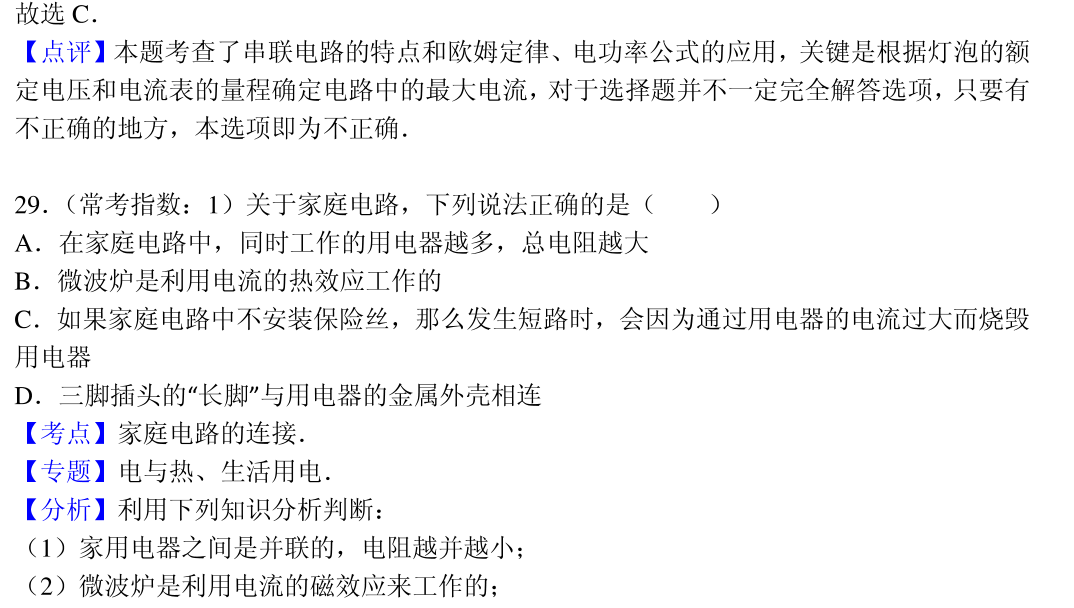 故选 C．
【点评】本题考查了串联电路的特点和欧姆定律、电功率公式的应用，关键是根据灯泡的额
定电压和电流表的量程确定电路中的最大电流，对于选择题并不一定完全解答选项，只要有
不正确的地方，本选项即为不正确．
29．（常考指数：1）关于家庭电路，下列说法正确的是（　　）
A．在家庭电路中，同时工作的用电器越多，总电阻越大
B．微波炉是利用电流的热效应工作的
C．如果家庭电路中不安装保险丝，那么发生短路时，会因为通过用电器的电流过大而烧毁
用电器
D．三脚插头的“长脚”与用电器的金属外壳相连
【考点】家庭电路的连接．
【专题】电与热、生活用电．
【分析】利用下列知识分析判断：
（1）家用电器之间是并联的，电阻越并越小；
（2）微波炉是利用电流的磁效应来工作的；